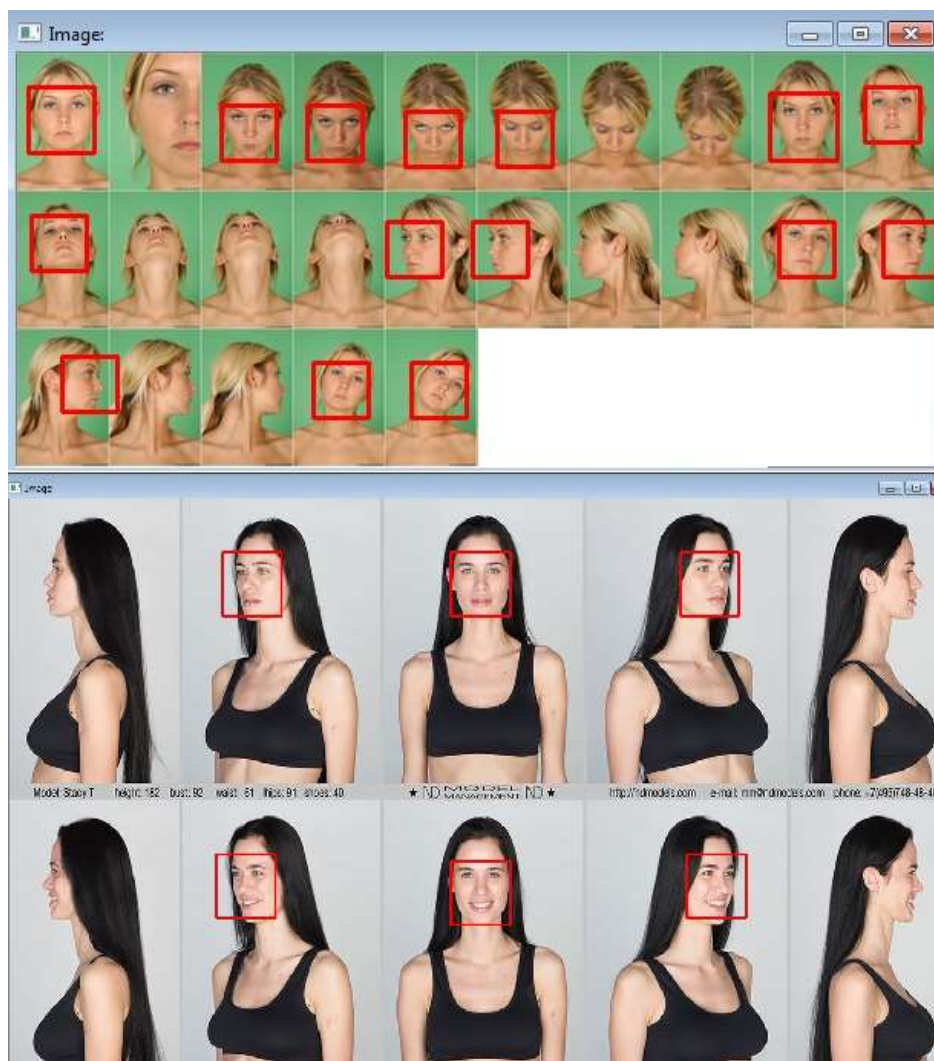 Image:
Image
Model: Stacy T height: 182 bust: 92 waist: 61 hips: 91 shoes: 40 ★ ND MODEL MANAGEMENT ND ★ http://ndmodels.com e-mail: mm@ndmodels.com phone: +7(495)748-48-4